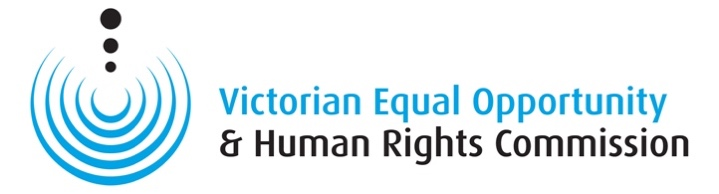 Victorian Equal Opportunity
& Human Rights Commission